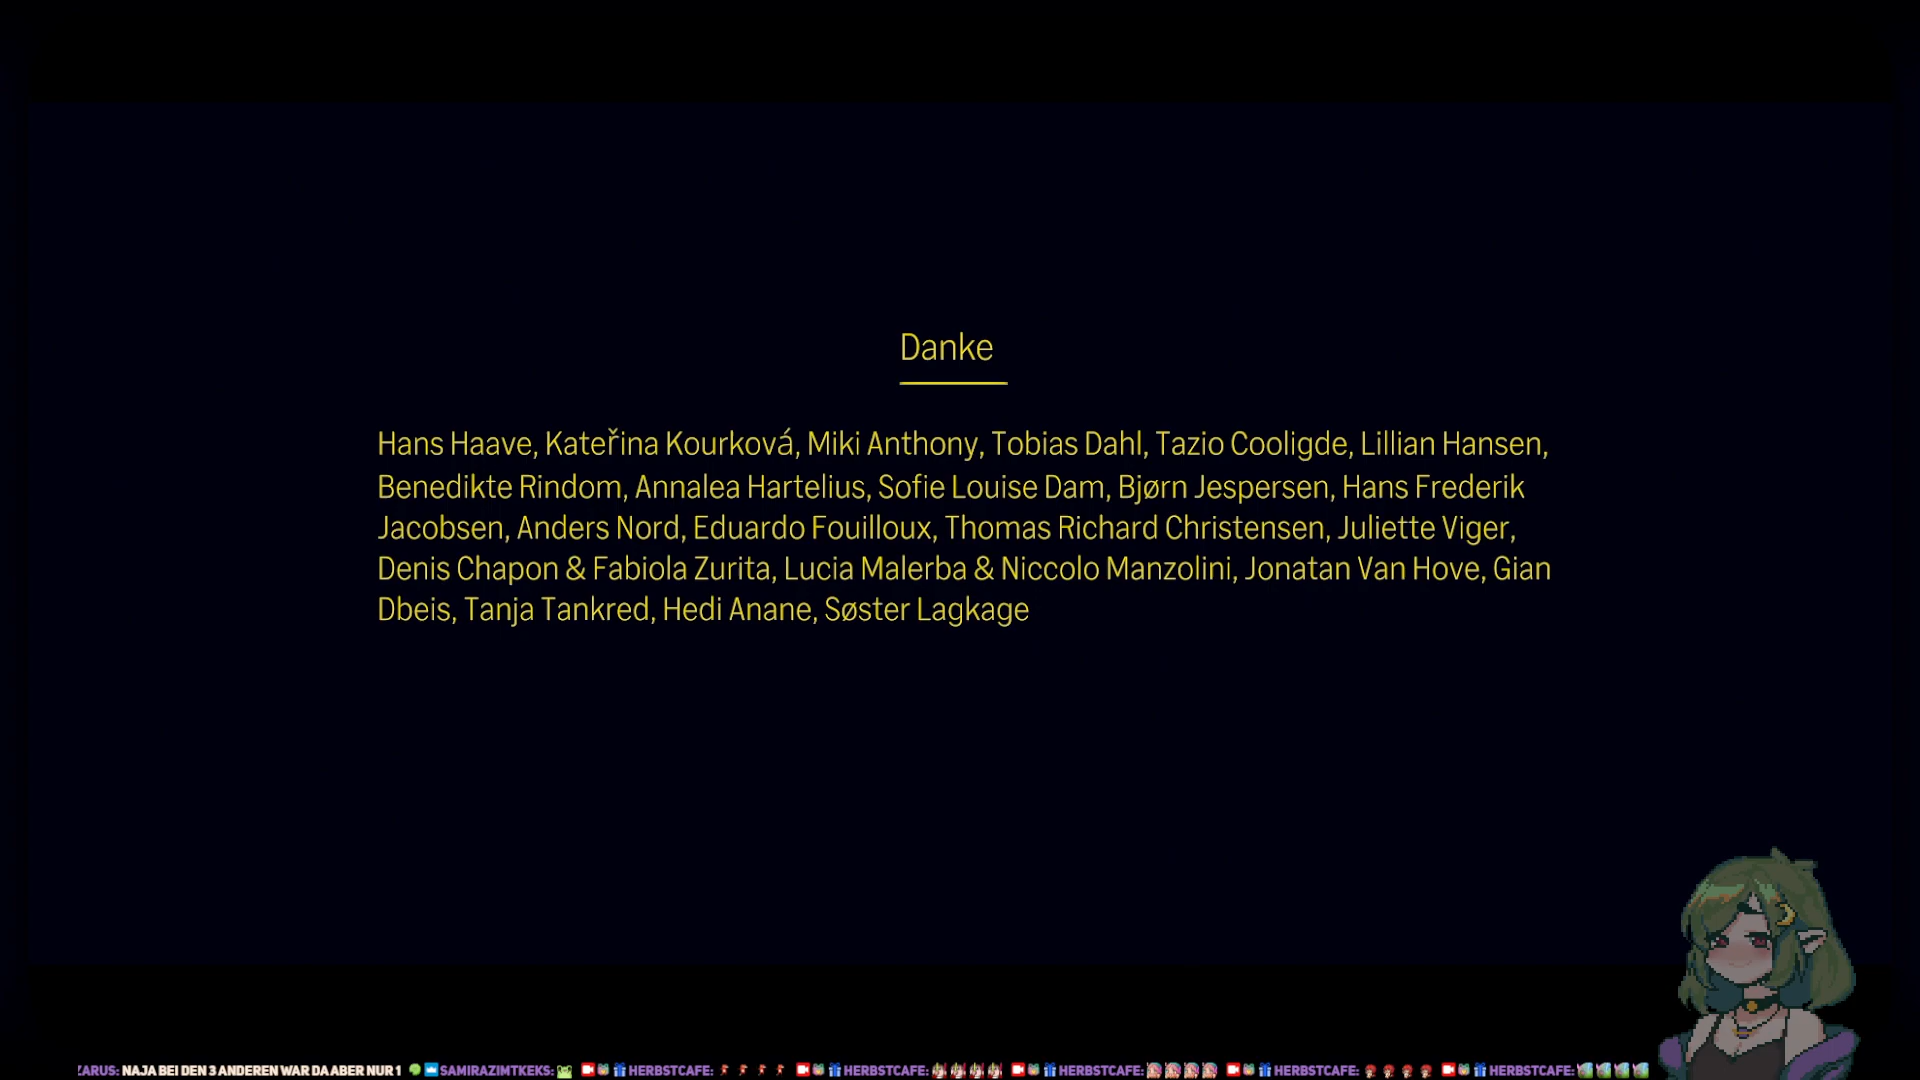 Danke
Hans Haave, Kateřina Kourková, Miki Anthony, Tobias Dahl, Tazio Cooligde, Lillian Hansen,
Benedikte Rindom, Annalea Hartelius, Sofie Louise Dam, Bjørn Jespersen, Hans Frederik
Jacobsen, Anders Nord, Eduardo Fouilloux, Thomas Richard Christensen, Juliette Viger,
Denis Chapon & Fabiola Zurita, Lucia Malerba & Niccolo Manzolini, Jonatan Van Hove, Gian
Dbeis, Tanja Tankred, Hedi Anane, Søster Lagkage
ZARUS: NAJA BEI DEN 3 ANDEREN WAR DA ABER NUR 1 SAMIRAZIMTKEKS: HERBSTCAFE: HERBSTCAFE: HERBSTCAFE: HERBSTCAFE: HERBSTCAFE: